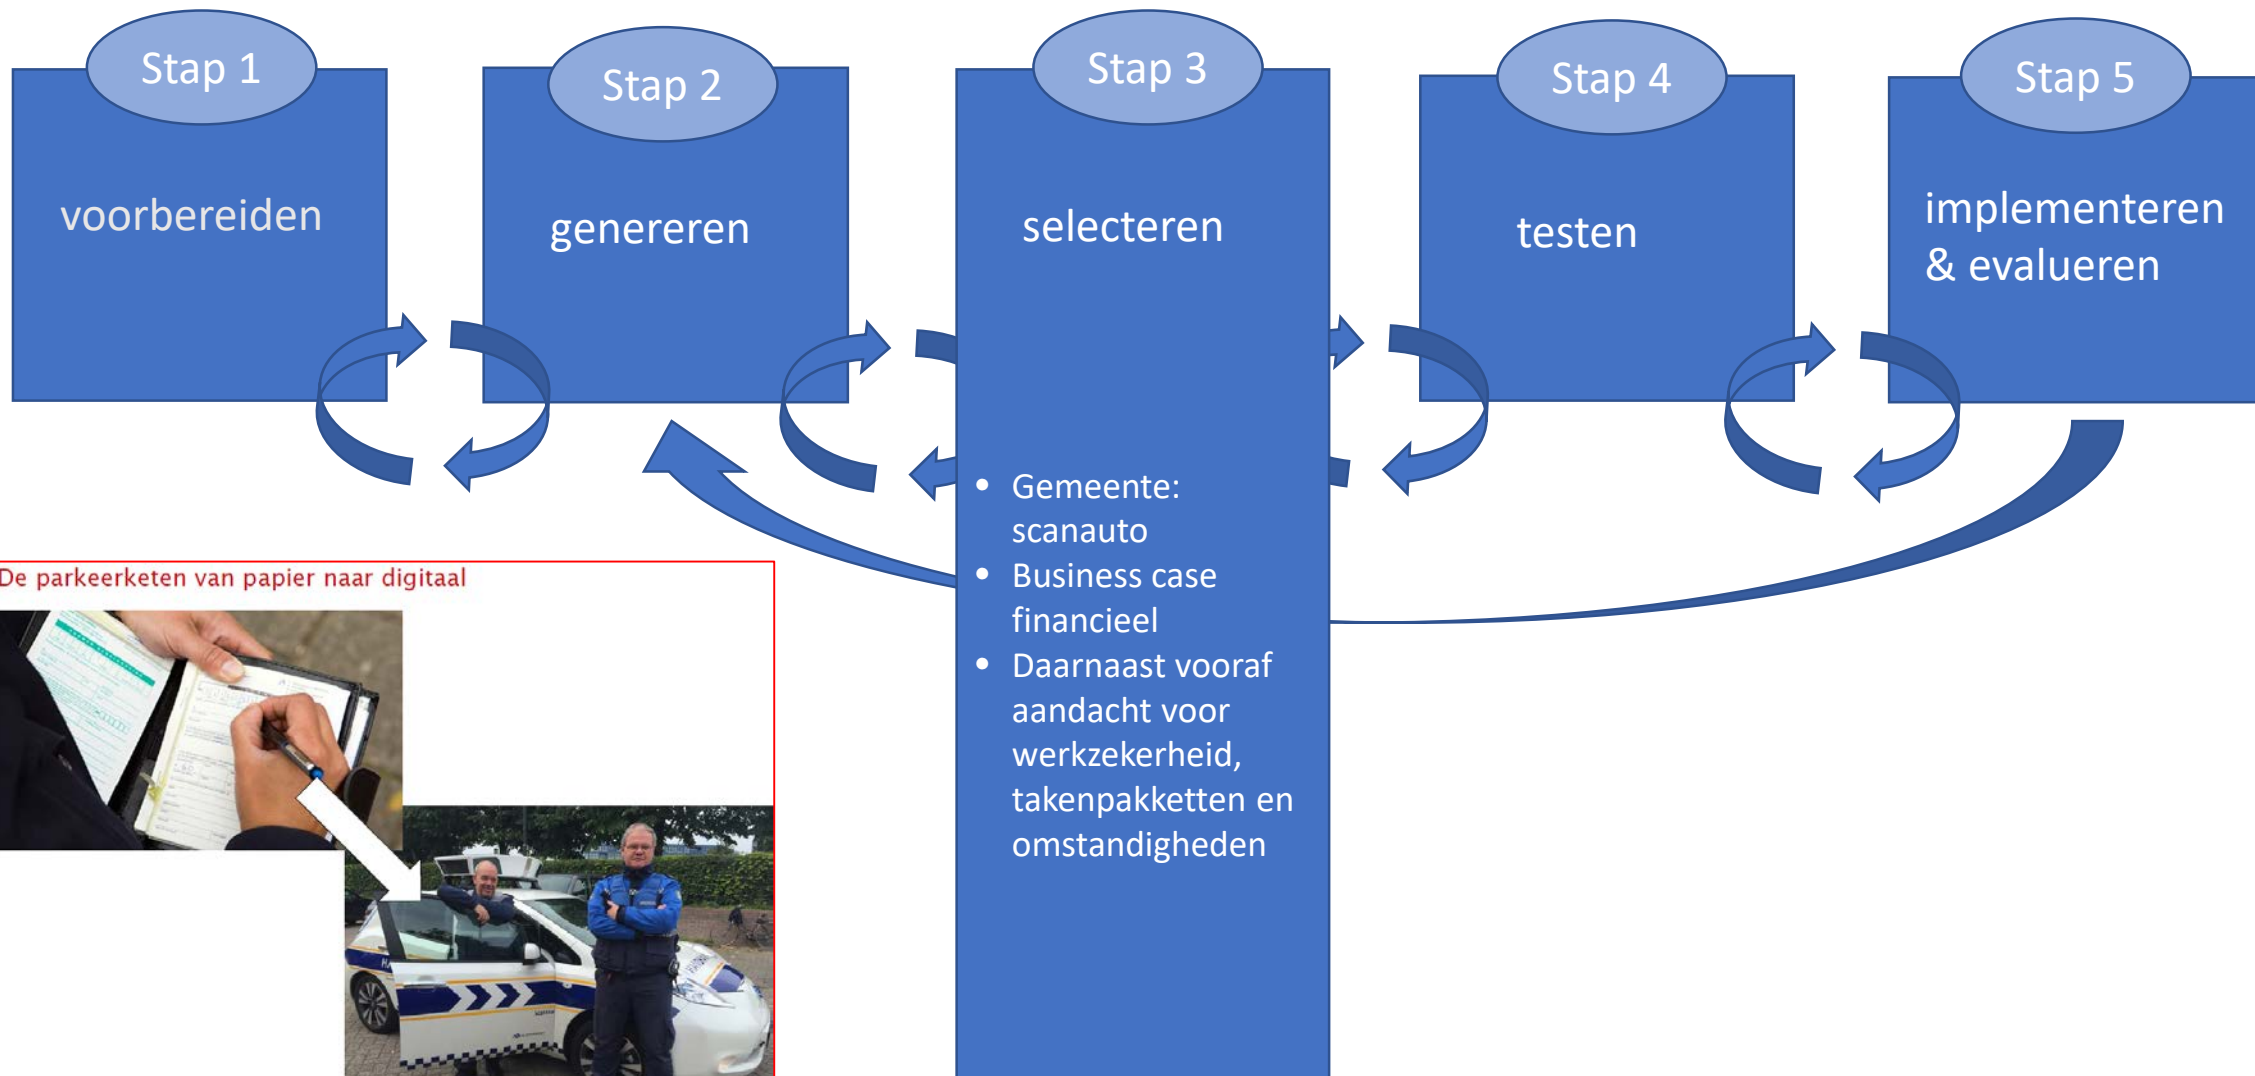 Stap 1
Stap 2
Stap 3
Stap 4
Stap 5
voorbereiden
genereren
selecteren
testen
implementeren
& evalueren
• Gemeente:
scanauto
• Business case
financieel
• Daarnaast vooraf
aandacht voor
werkzekerheid,
takenpakketten en
omstandigheden
De parkeerketen van papier naar digitaal